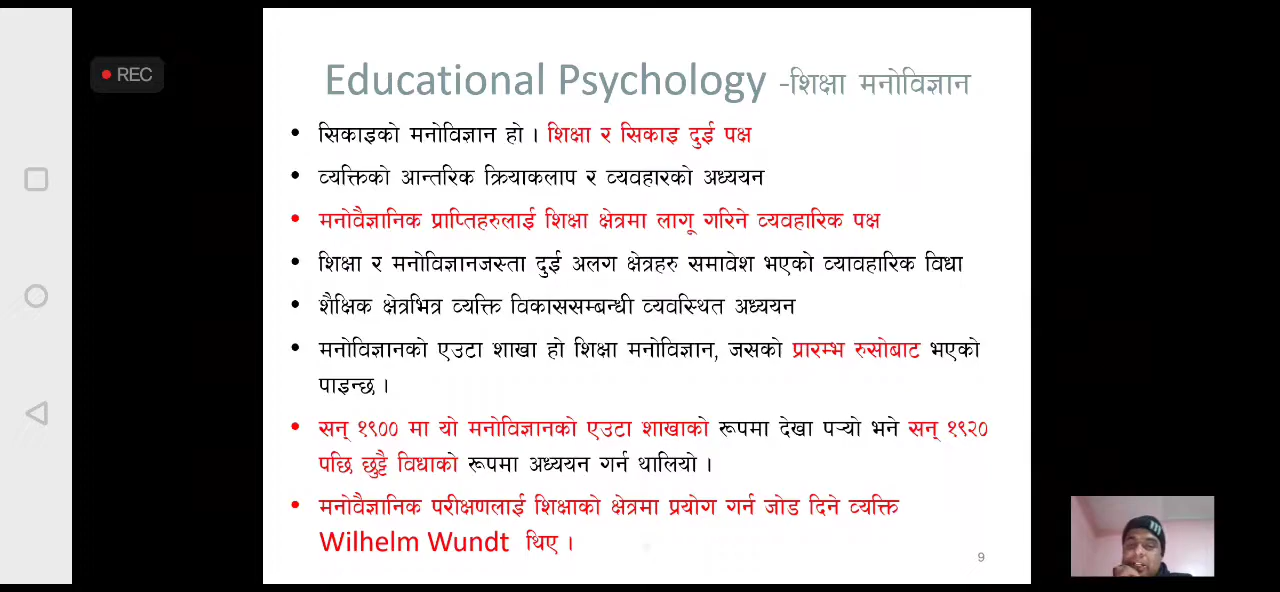 REC
Educational Psychology -शिक्षा मनोविज्ञान
• सिकाइको मनोविज्ञान हो । शिक्षा र सिकाइ दुई पक्ष
• व्यक्तिको आन्तरिक क्रियाकलाप र व्यवहारको अध्ययन
• मनोवैज्ञानिक प्राप्तिहरुलाई शिक्षा क्षेत्रमा लागू गरिने व्यवहारिक पक्ष
• शिक्षा र मनोविज्ञानजस्ता दुई अलग क्षेत्रहरु समावेश भएको व्यावहारिक विधा
• शैक्षिक क्षेत्रभित्र व्यक्ति विकाससम्बन्धी व्यवस्थित अध्ययन
• मनोविज्ञानको एउटा शाखा हो शिक्षा मनोविज्ञान, जसको प्रारम्भ रुसोबाट भएको
पाइन्छ ।
• सन् १९०० मा यो मनोविज्ञानको एउटा शाखाको रूपमा देखा पऱ्यो भने सन् १९२०
पछि छुट्टै विधाको रूपमा अध्ययन गर्न थालियो ।
• मनोवैज्ञानिक परीक्षणलाई शिक्षाको क्षेत्रमा प्रयोग गर्न जोड दिने व्यक्ति
Wilhelm Wundt थिए ।
9